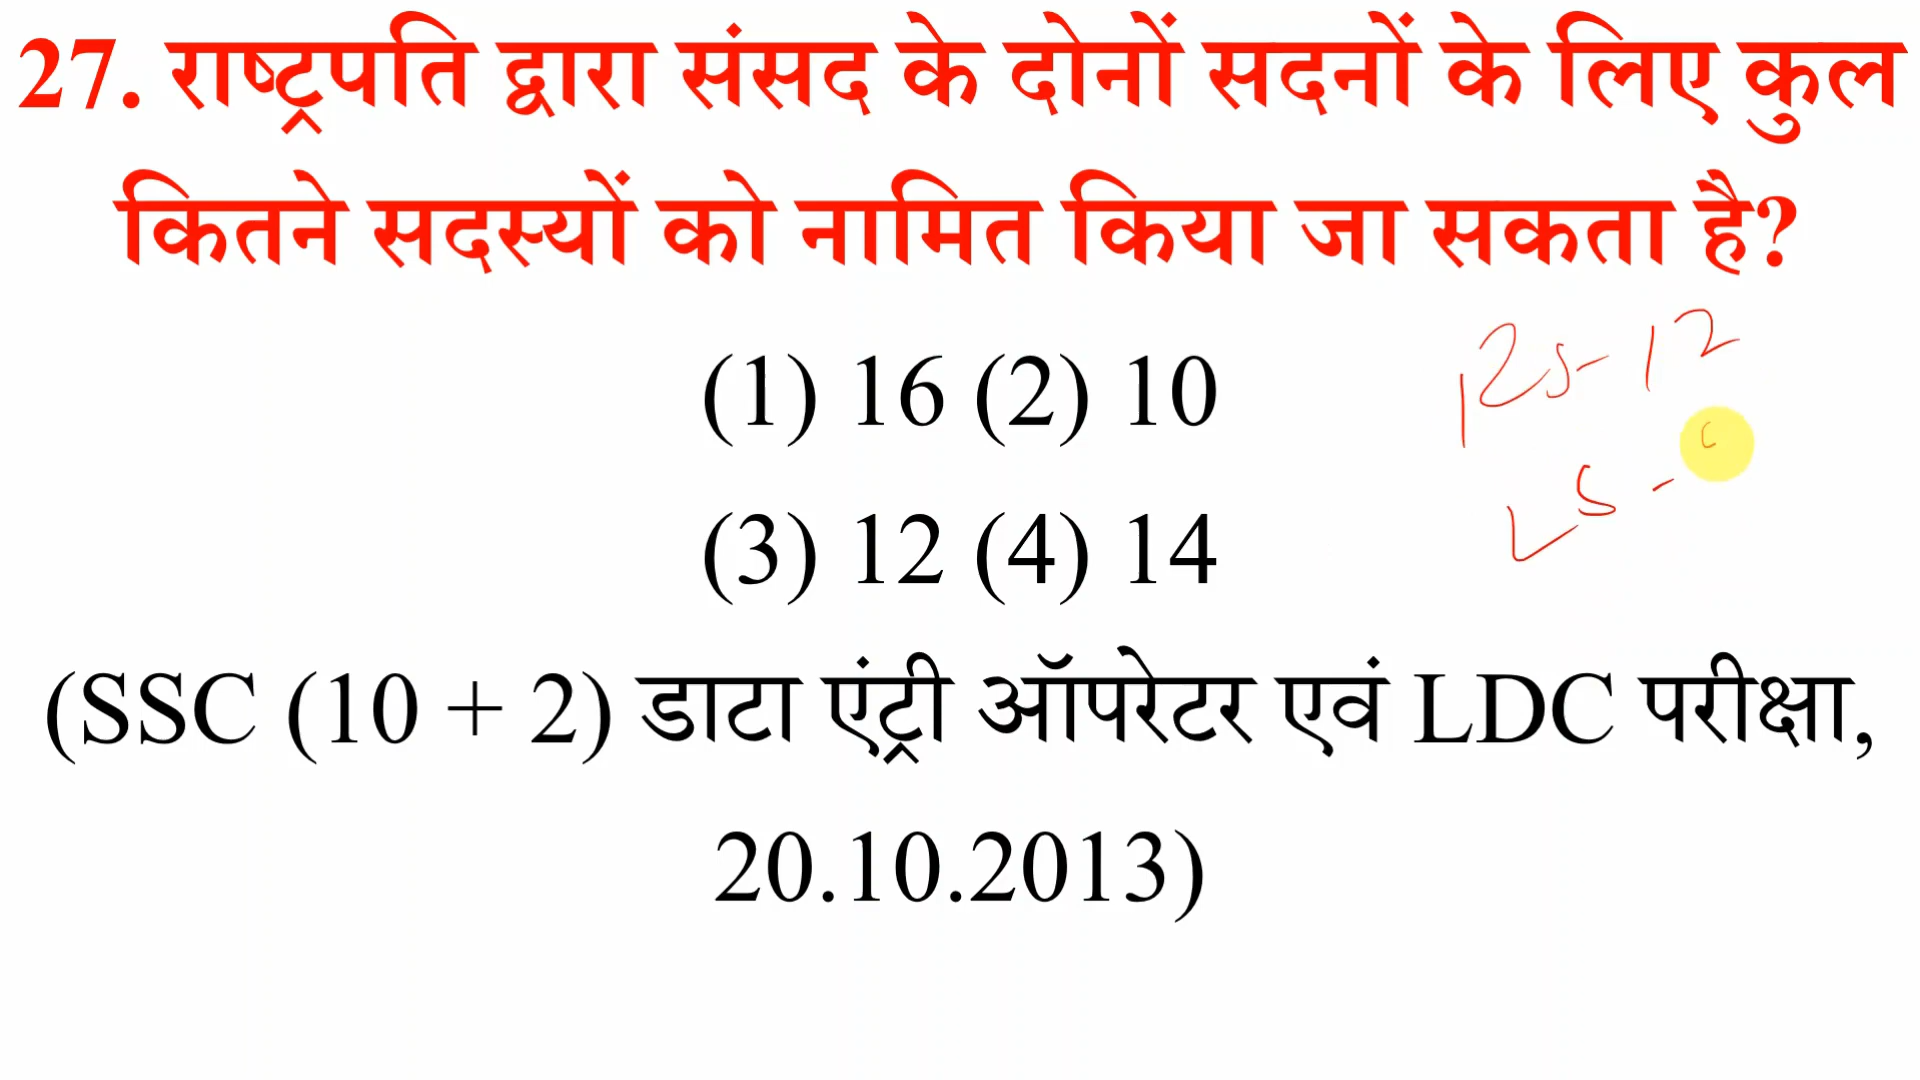 27. राष्ट्रपति द्वारा संसद के दोनों सदनों के लिए कुल
कितने सदस्यों को नामित किया जा सकता है?
(1) 16 (2) 10
RS - 12
(3) 12 (4) 14
LS -
(SSC (10 + 2) डाटा एंट्री ऑपरेटर एवं LDC परीक्षा,
20.10.2013)